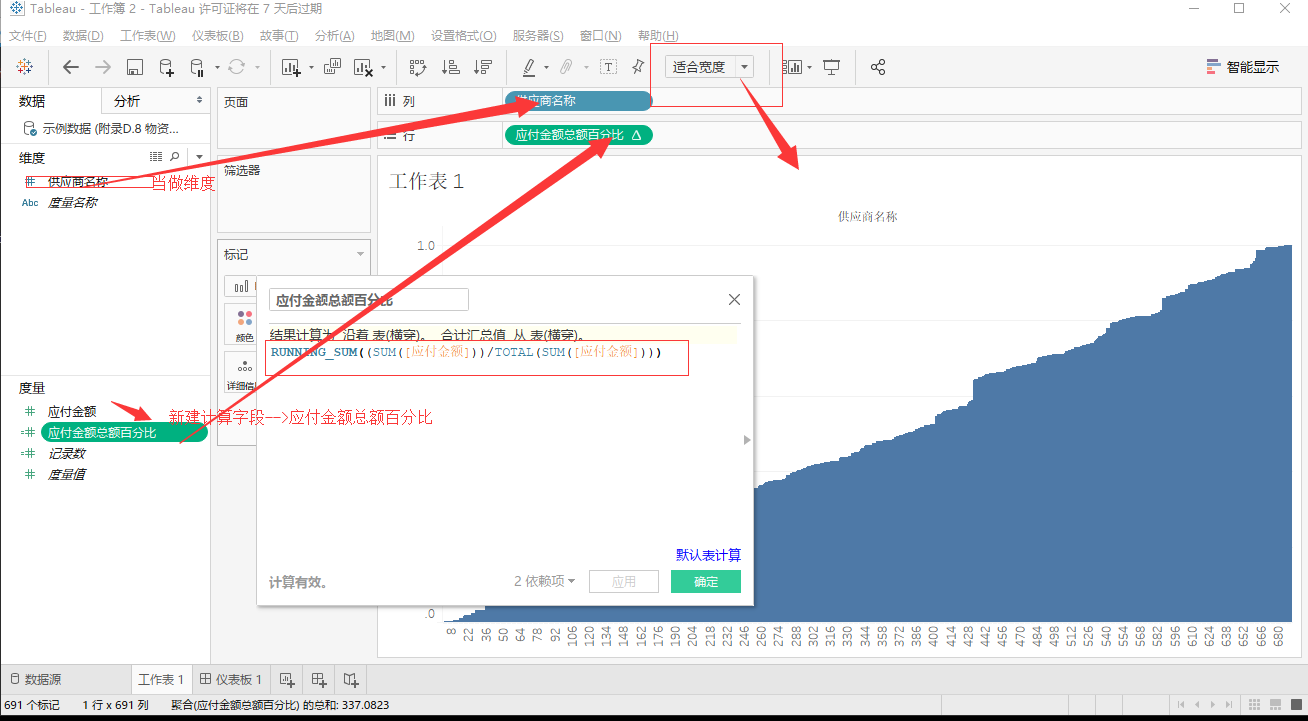 Tableau - 工作簿 2 - Tableau 许可证将在 7 天后过期
文件(F) 数据(D) 工作表(W) 仪表板(B) 故事(T) 分析(A) 地图(M) 设置格式(O) 服务器(S) 窗口(N) 帮助(H)
适合宽度
智能显示
数据 分析
页面
列
供应商名称
示例数据 (附录D.8 物资...
行
应付金额总额百分比 Δ
维度
筛选器
供应商名称
当做维度
Abc 度量名称
工作表 1
供应商名称
标记
1.0
颜色
详细信息
应付金额总额百分比
结果计算为 沿着 表(横穿)。 合计汇总值 从 表(横穿)。
RUNNING_SUM((SUM([应付金额]))/TOTAL(SUM([应付金额])))
度量
应付金额
新建计算字段-->应付金额总额百分比
应付金额总额百分比
记录数
度量值
默认表计算
计算有效。
2 依赖项
应用
确定
.0
8 22 36 50 64 78 92 106 120 134 148 162 176 190 204 218 232 246 260 274 288 302 316 330 344 358 372 386 400 414 428 442 456 470 484 498 512 526 540 554 568 582 596 610 624 638 652 666 680
数据源 工作表 1 仪表板 1
691 个标记 1 行 x 691 列 聚合(应付金额总额百分比) 的总和: 337.0823